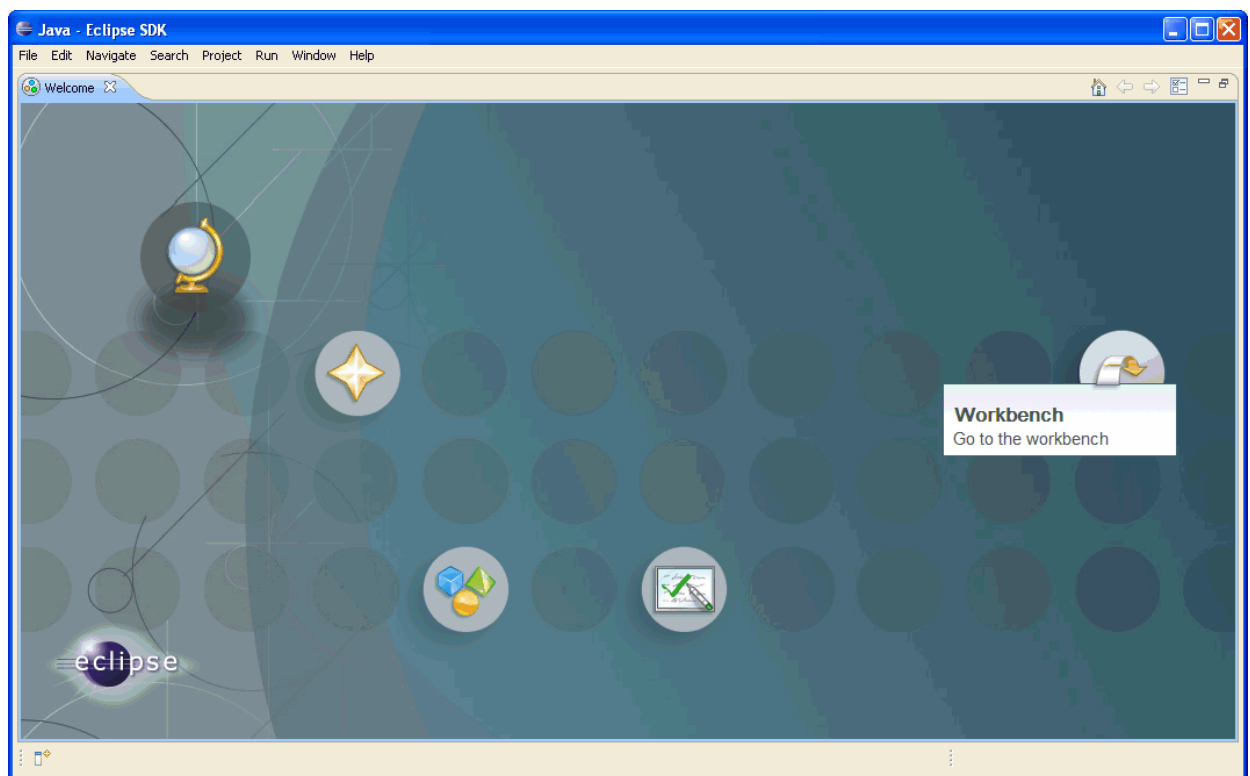 Java - Eclipse SDK
File Edit Navigate Search Project Run Window Help
Welcome
Workbench
Go to the workbench
eclipse